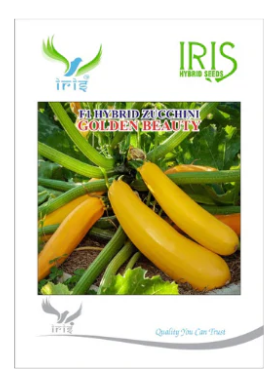 iris
IRIS
HYBRID SEEDS
F1 HYBRID ZUCCHINI
GOLDEN BEAUTY
iris
Quality You Can Trust